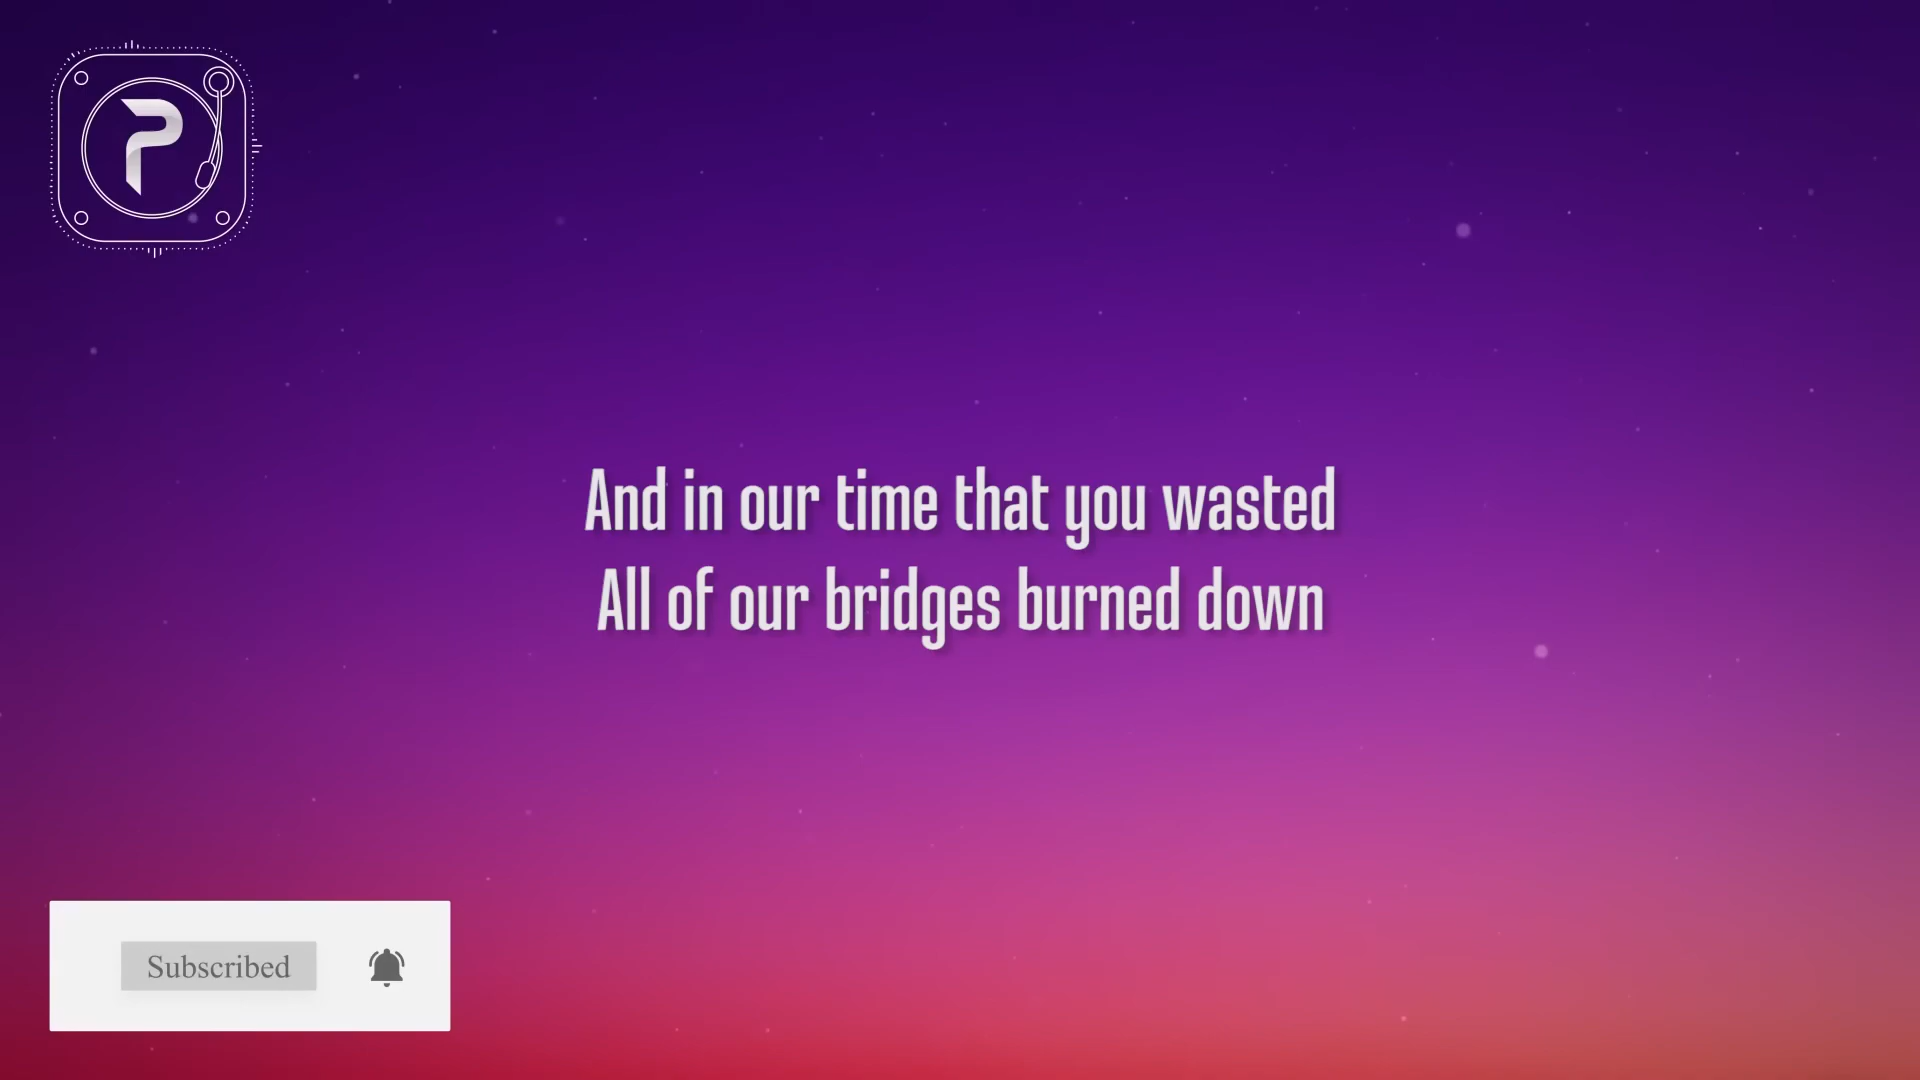 P
And in our time that you wasted
All of our bridges burned down
Subscribed